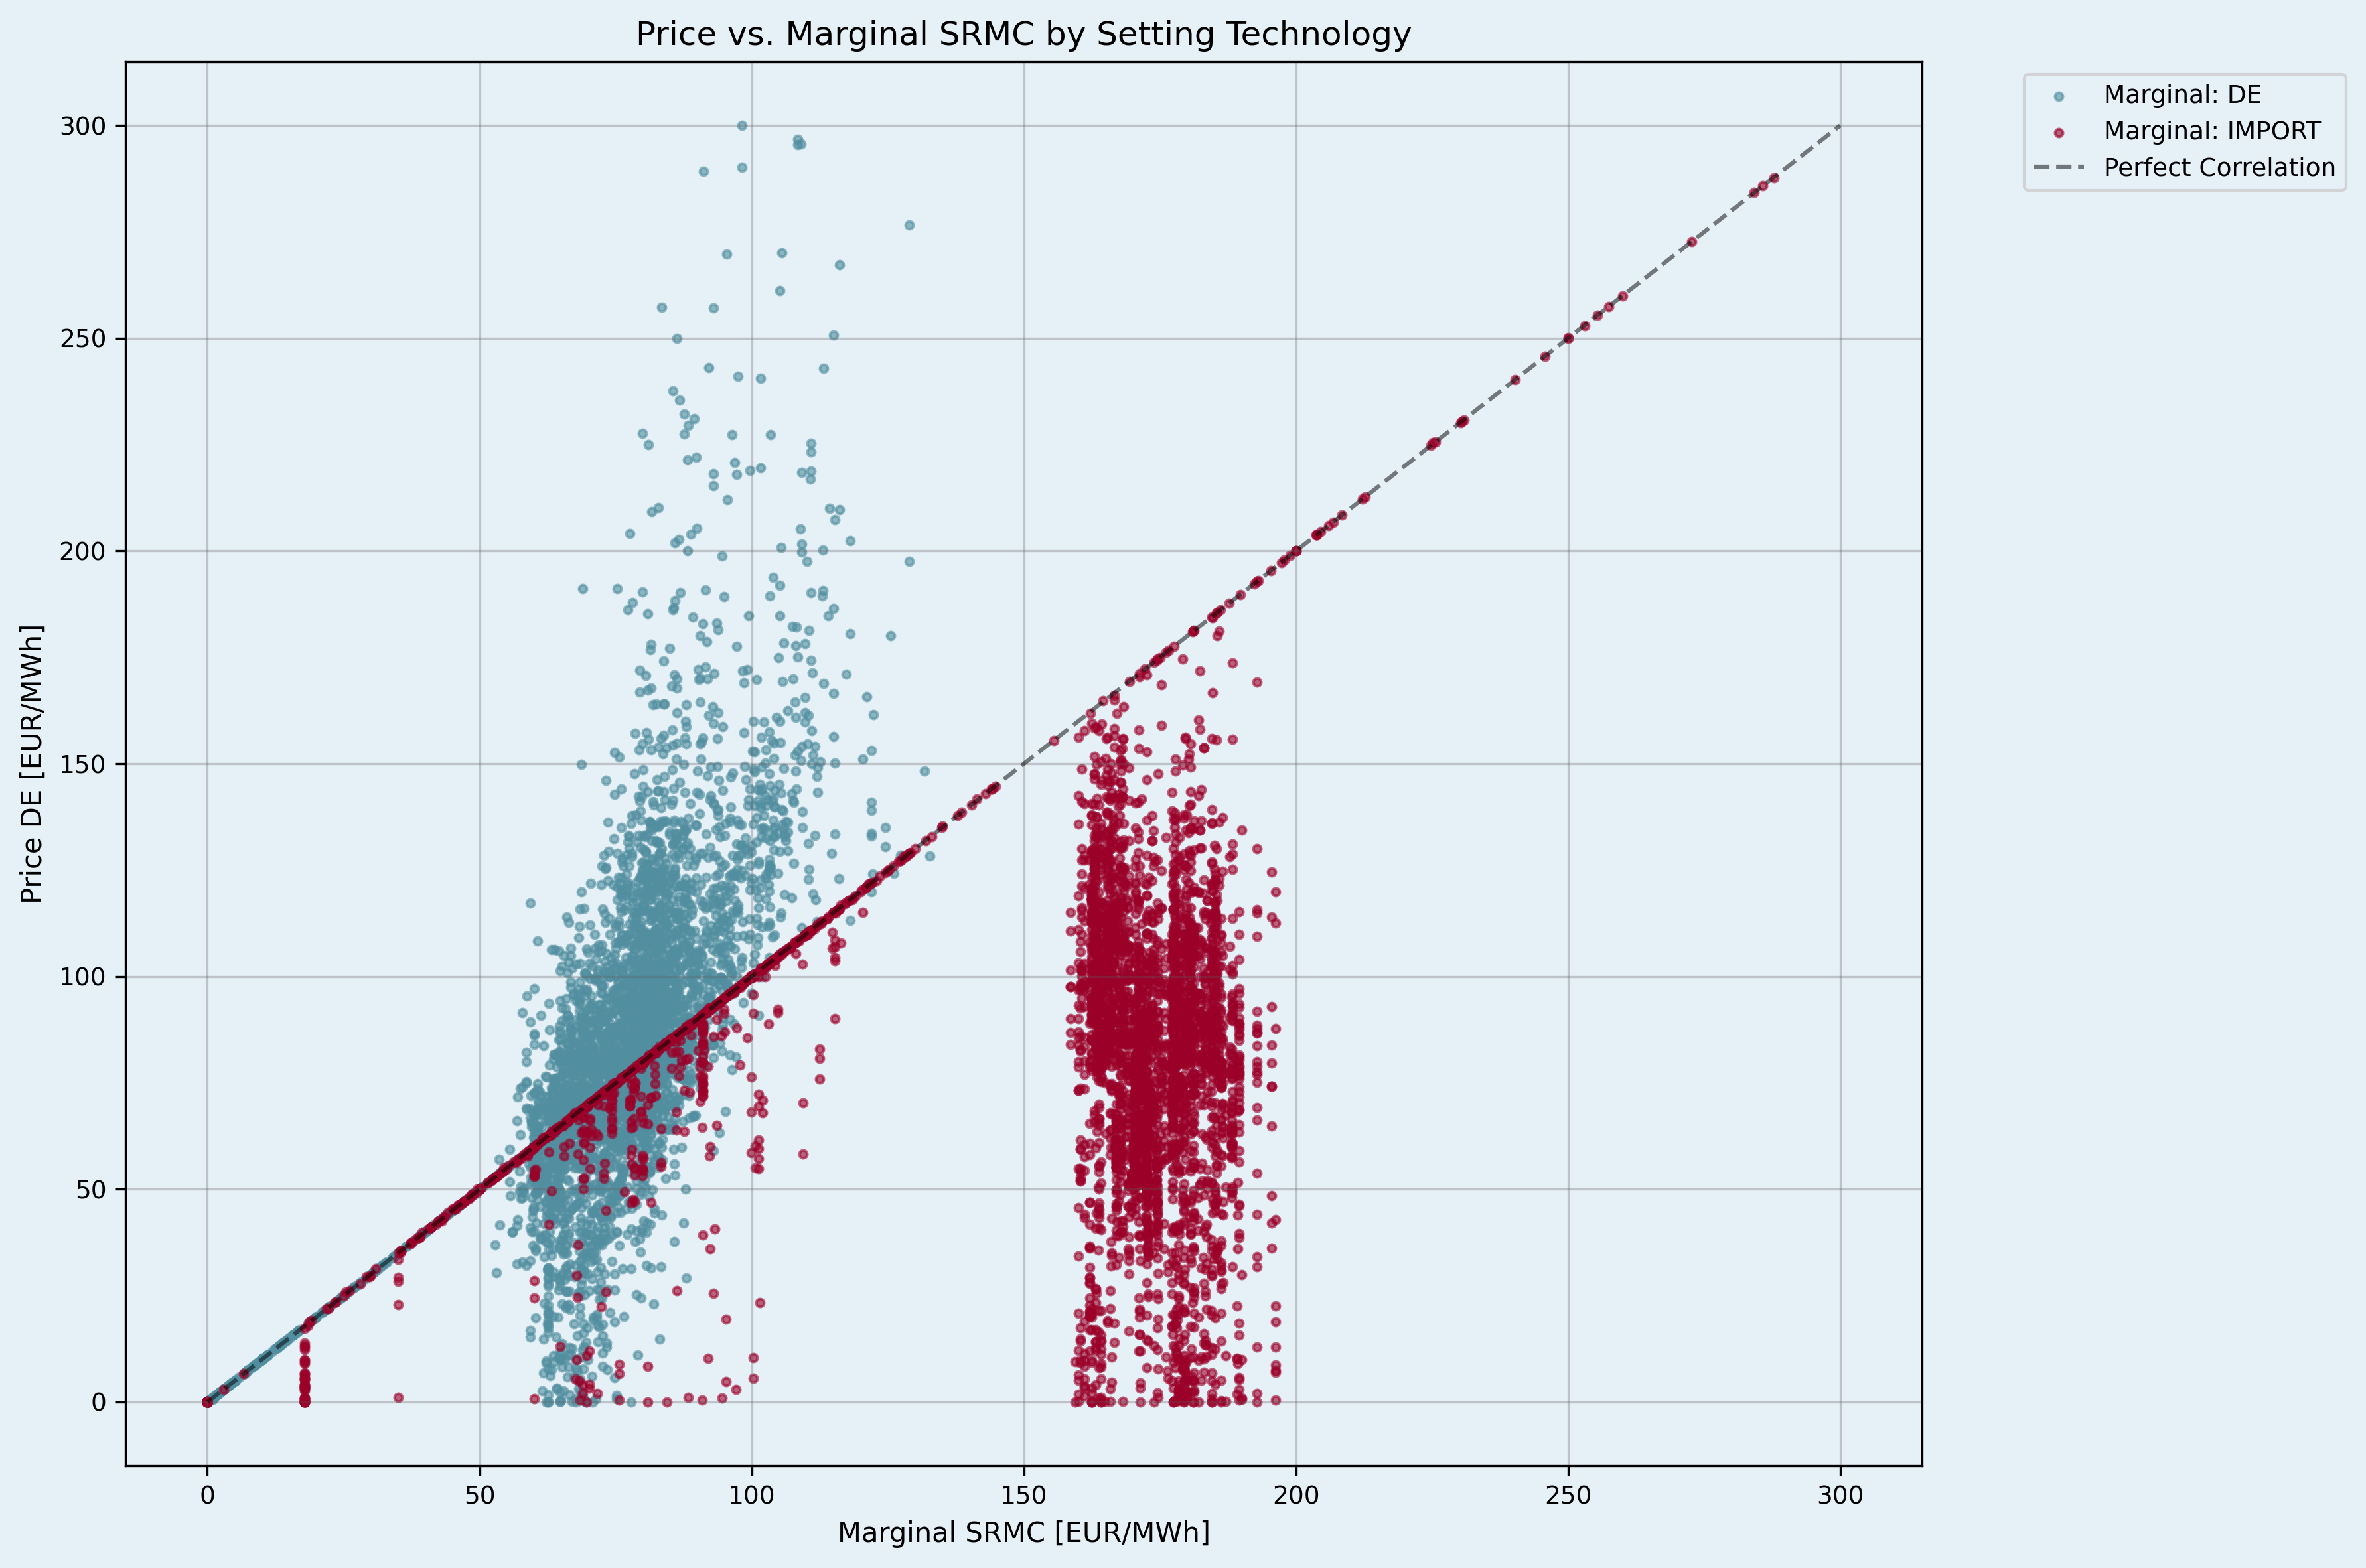 Price vs. Marginal SRMC by Setting Technology
Marginal: DE
Marginal: IMPORT
Perfect Correlation
Price DE [EUR/MWh]
300
250
200
150
100
50
0
0 50 100 150 200 250 300
Marginal SRMC [EUR/MWh]